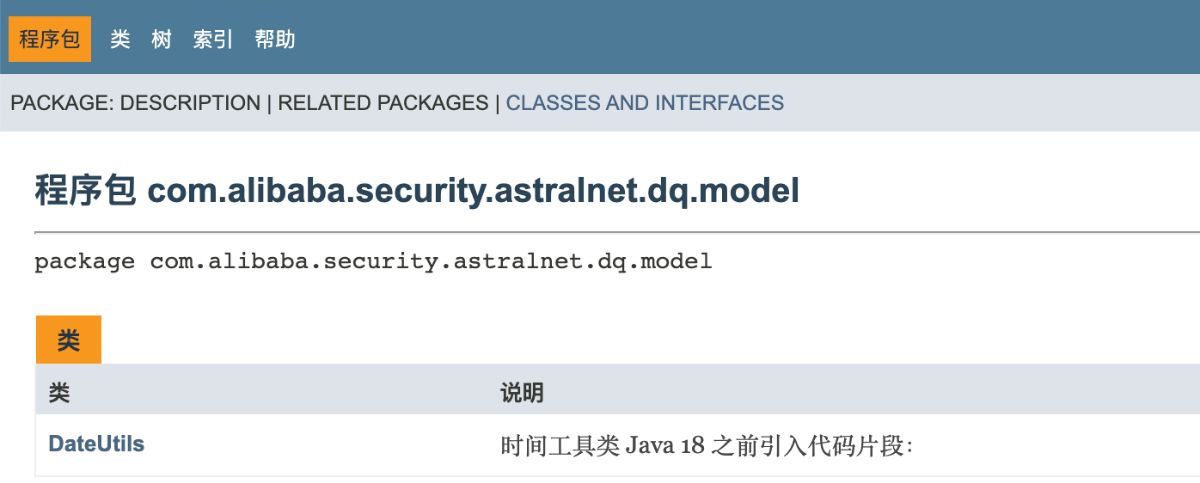 程序包 类 树 索引 帮助
PACKAGE: DESCRIPTION | RELATED PACKAGES | CLASSES AND INTERFACES
程序包 com.alibaba.security.astralnet.dq.model
package com.alibaba.security.astralnet.dq.model
类
类 说明
DateUtils 时间工具类 Java 18 之前引入代码片段：